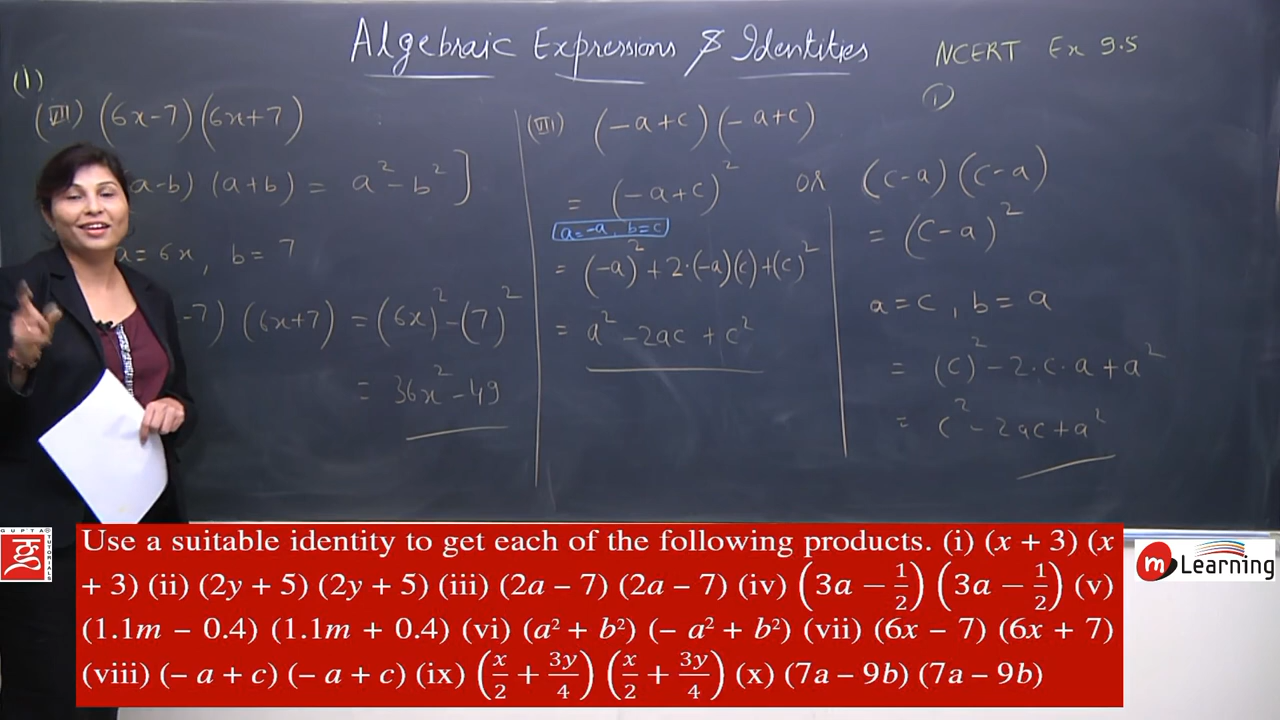 Algebraic Expressions & Identities
NCERT Ex 9.5
(1)
①
(VII) (6x-7)(6x+7)
a-b) (a+b) = a²-b² ]
a = 6x, b = 7
-7) (6x+7) = (6x)² - (7)²
= 36x² - 49
(VIII) (-a+c) (-a+c)
= (-a+c)²
a=-a, b=c
= (-a)² + 2·(-a)(c) + (c)²
= a² - 2ac + c²
or (c-a) (c-a)
= (c-a)²
a = c, b = a
= (c)² - 2·c·a + a²
= c² - 2ac + a²
Use a suitable identity to get each of the following products. (i) (x + 3) (x
+ 3) (ii) (2y + 5) (2y + 5) (iii) (2a – 7) (2a – 7) (iv) (3a − 1/2) (3a − 1/2) (v)
(1.1m – 0.4) (1.1m + 0.4) (vi) (a² + b²) (– a² + b²) (vii) (6x – 7) (6x + 7)
(viii) (– a + c) (– a + c) (ix) (x/2 + 3y/4) (x/2 + 3y/4) (x) (7a – 9b) (7a – 9b)
GUPTA
TUTORIALS
m Learning